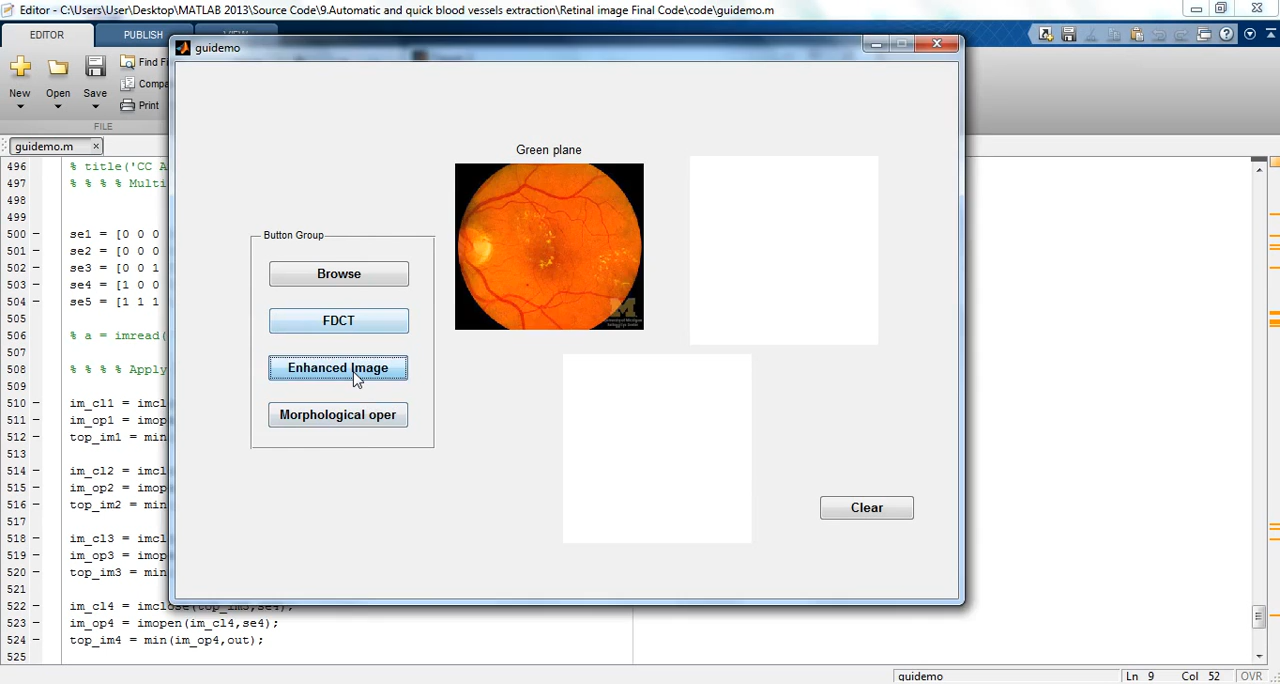 Editor - C:\Users\User\Desktop\MATLAB 2013\Source Code\9.Automatic and quick blood vessels extraction\Retinal image Final Code\code\guidemo.m
EDITOR PUBLISH VIEW
guidemo
New Open Save
Find Fi
Compa
Print
FILE
guidemo.m ×
Green plane
Button Group
Browse
FDCT
Enhanced Image
Morphological oper
Clear
496 % title('CC A
497 % % % % Multi
498
499
500 – se1 = [0 0 0
501 – se2 = [0 0 0
502 – se3 = [0 0 1
503 – se4 = [1 0 0
504 – se5 = [1 1 1
505
506 % a = imread(
507
508 % % % % Apply
509
510 – im_cl1 = imcl
511 – im_op1 = imop
512 – top_im1 = min
513
514 – im_cl2 = imcl
515 – im_op2 = imop
516 – top_im2 = min
517
518 – im_cl3 = imcl
519 – im_op3 = imop
520 – top_im3 = min
521
522 – im_cl4 = imclose(top_im3,se4);
523 – im_op4 = imopen(im_cl4,se4);
524 – top_im4 = min(im_op4,out);
525
guidemo Ln 9 Col 52 OVR